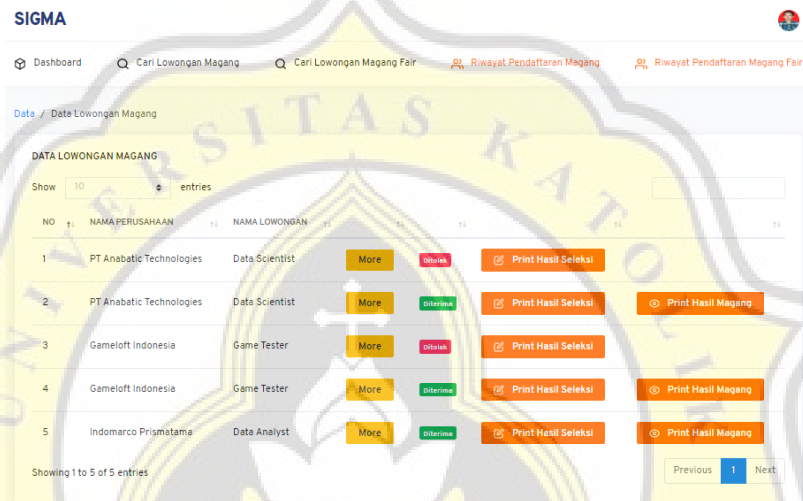 SIGMA
Dashboard Cari Lowongan Magang Cari Lowongan Magang Fair Riwayat Pendaftaran Magang Riwayat Pendaftaran Magang Fair
Data / Data Lowongan Magang
DATA LOWONGAN MAGANG
Show 10 entries
NO NAMA PERUSAHAAN NAMA LOWONGAN
1 PT Anabatic Technologies Data Scientist More Ditolak Print Hasil Seleksi
2 PT Anabatic Technologies Data Scientist More Diterima Print Hasil Seleksi Print Hasil Magang
3 Gameloft Indonesia Game Tester More Ditolak Print Hasil Seleksi
4 Gameloft Indonesia Game Tester More Diterima Print Hasil Seleksi Print Hasil Magang
5 Indomarco Prismatama Data Analyst More Diterima Print Hasil Seleksi Print Hasil Magang
Showing 1 to 5 of 5 entries
Previous 1 Next
UNIVERSITAS KATOLIK